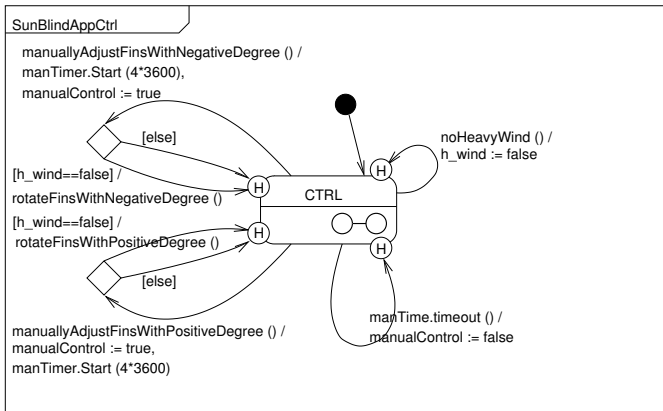 SunBlindAppCtrl
manuallyAdjustFinsWithNegativeDegree () /
manTimer.Start (4*3600),
manualControl := true
[else]
noHeavyWind () /
h_wind := false
H
[h_wind==false] /
rotateFinsWithNegativeDegree ()
H
CTRL
[h_wind==false] /
rotateFinsWithPositiveDegree ()
H
H
[else]
manTime.timeout () /
manualControl := false
manuallyAdjustFinsWithPositiveDegree () /
manualControl := true,
manTimer.Start (4*3600)